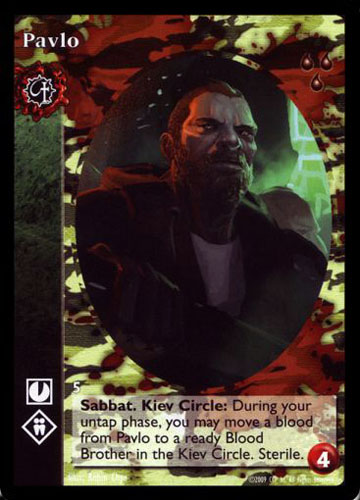 Pavlo
5
Sabbat. Kiev Circle: During your
untap phase, you may move a blood
from Pavlo to a ready Blood
Brother in the Kiev Circle. Sterile.
4